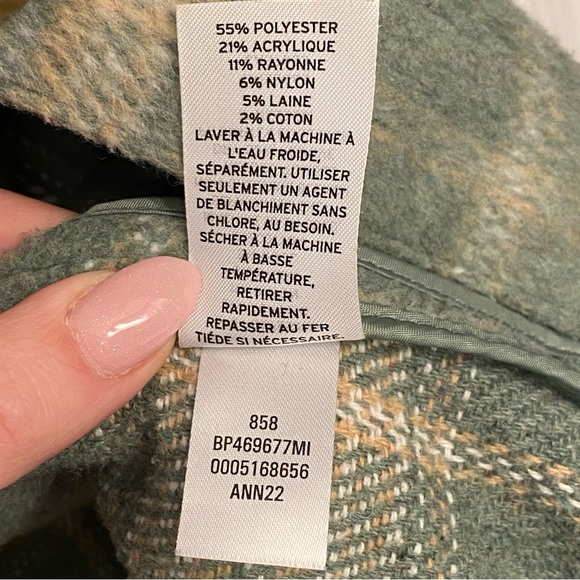 55% POLYESTER
21% ACRYLIQUE
11% RAYONNE
6% NYLON
5% LAINE
2% COTON
LAVER À LA MACHINE À
L'EAU FROIDE,
SÉPARÉMENT. UTILISER
SEULEMENT UN AGENT
DE BLANCHIMENT SANS
CHLORE, AU BESOIN.
SÉCHER À LA MACHINE
À BASSE
TEMPÉRATURE,
RETIRER
RAPIDEMENT.
REPASSER AU FER
TIÉDE SI NÉCESSAIRE.
858
BP469677MI
0005168656
ANN22